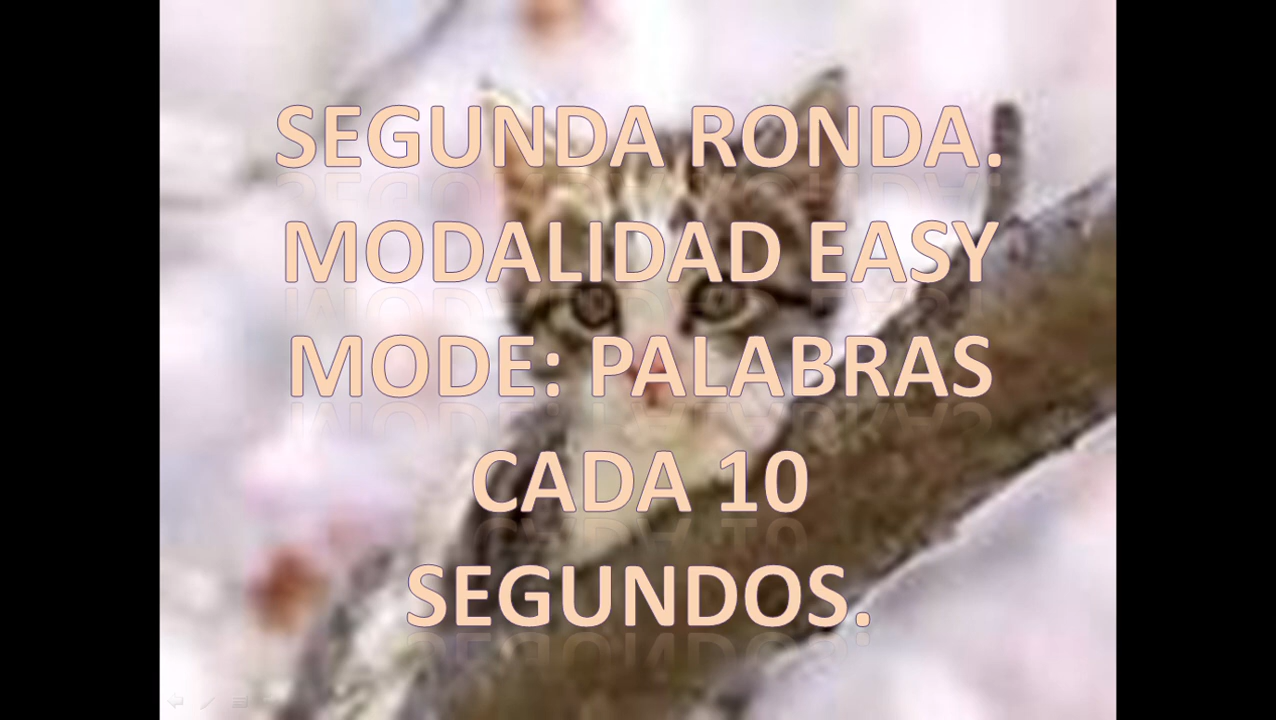 SEGUNDA RONDA.
MODALIDAD EASY
MODE: PALABRAS
CADA 10
SEGUNDOS.